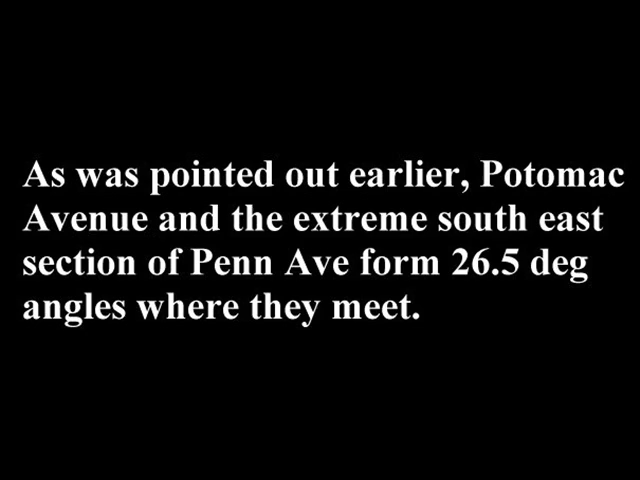 As was pointed out earlier, Potomac
Avenue and the extreme south east
section of Penn Ave form 26.5 deg
angles where they meet.